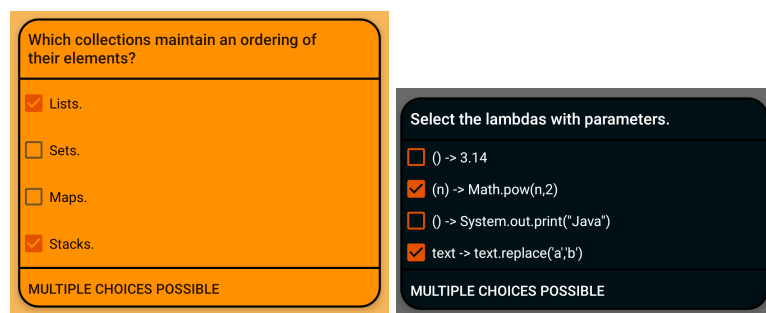 Which collections maintain an ordering of
their elements?
Lists.
Sets.
Maps.
Stacks.
MULTIPLE CHOICES POSSIBLE
Select the lambdas with parameters.
() -> 3.14
(n) -> Math.pow(n,2)
() -> System.out.print("Java")
text -> text.replace('a','b')
MULTIPLE CHOICES POSSIBLE